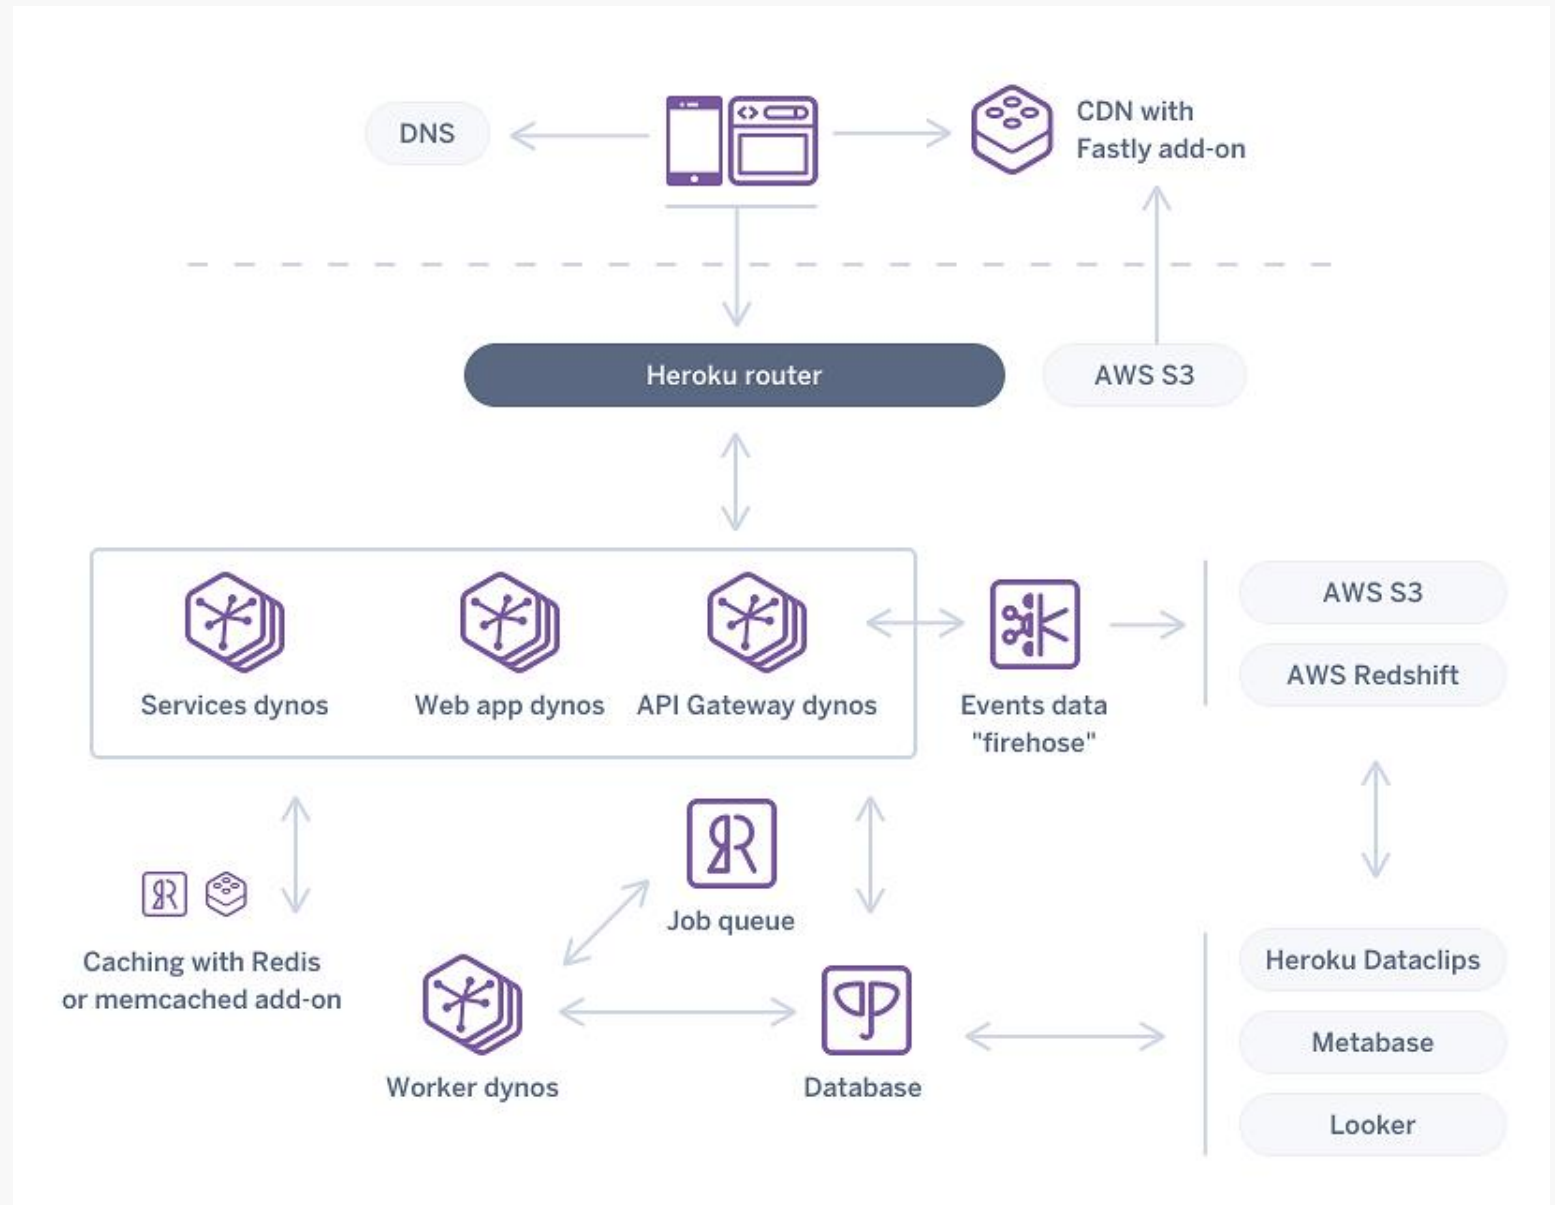 DNS
CDN with
Fastly add-on
Heroku router
AWS S3
Services dynos
Web app dynos
API Gateway dynos
Events data
"firehose"
AWS S3
AWS Redshift
Job queue
Caching with Redis
or memcached add-on
Worker dynos
Database
Heroku Dataclips
Metabase
Looker